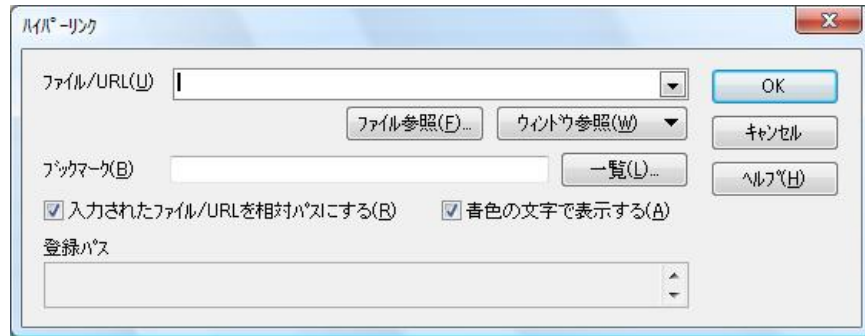 ﾊｲﾊﾟｰﾘﾝｸ
ﾌｧｲﾙ/URL(U)
OK
ﾌｧｲﾙ参照(F)...
ｳｨﾝﾄﾞｳ参照(W)
ｷｬﾝｾﾙ
ﾌﾞｯｸﾏｰｸ(B)
一覧(L)...
ﾍﾙﾌﾟ(H)
入力されたﾌｧｲﾙ/URLを相対ﾊﾟｽにする(R)
青色の文字で表示する(A)
登録ﾊﾟｽ